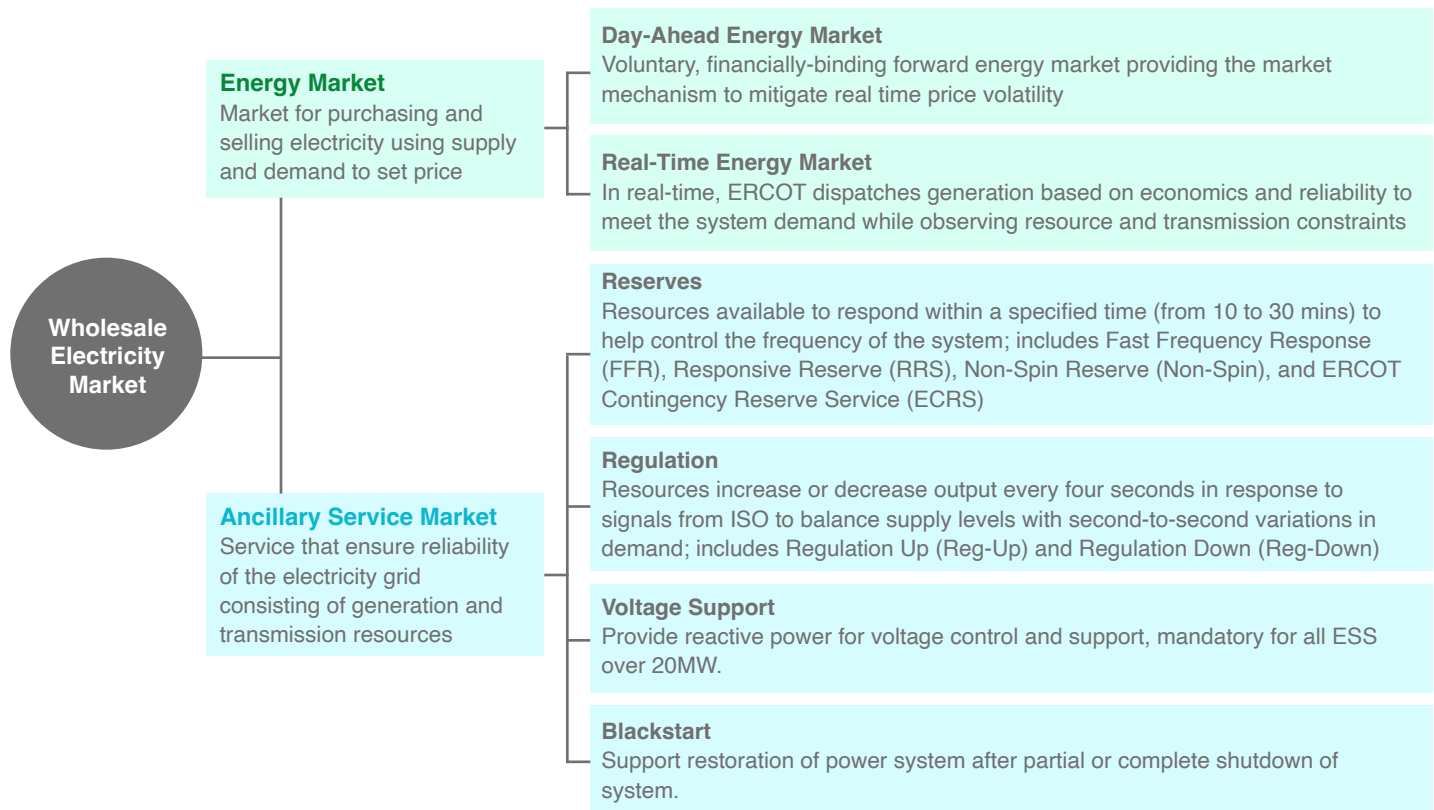 Wholesale
Electricity
Market
Energy Market
Market for purchasing and
selling electricity using supply
and demand to set price
Day-Ahead Energy Market
Voluntary, financially-binding forward energy market providing the market
mechanism to mitigate real time price volatility
Real-Time Energy Market
In real-time, ERCOT dispatches generation based on economics and reliability to
meet the system demand while observing resource and transmission constraints
Ancillary Service Market
Service that ensure reliability
of the electricity grid
consisting of generation and
transmission resources
Reserves
Resources available to respond within a specified time (from 10 to 30 mins) to
help control the frequency of the system; includes Fast Frequency Response
(FFR), Responsive Reserve (RRS), Non-Spin Reserve (Non-Spin), and ERCOT
Contingency Reserve Service (ECRS)
Regulation
Resources increase or decrease output every four seconds in response to
signals from ISO to balance supply levels with second-to-second variations in
demand; includes Regulation Up (Reg-Up) and Regulation Down (Reg-Down)
Voltage Support
Provide reactive power for voltage control and support, mandatory for all ESS
over 20MW.
Blackstart
Support restoration of power system after partial or complete shutdown of
system.